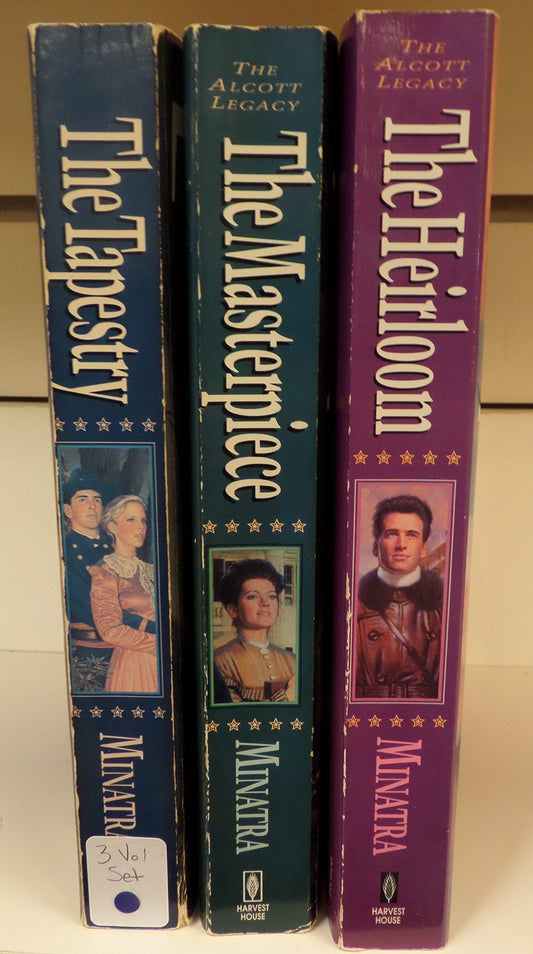 The Tapestry
MINATRA
3 Vol
Set
THE
ALCOTT
LEGACY
The Masterpiece
MINATRA
HARVEST
HOUSE
THE
ALCOTT
LEGACY
The Heirloom
MINATRA
HARVEST
HOUSE